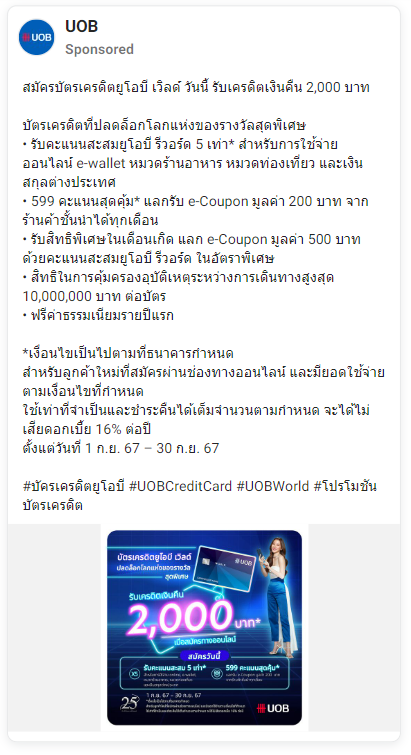 UOB
UOB
Sponsored
สมัครบัตรเครดิตยูโอบี เวิลด์ วันนี้ รับเครดิตเงินคืน 2,000 บาท
บัตรเครดิตที่ปลดล็อกโลกแห่งของรางวัลสุดพิเศษ
• รับคะแนนสะสมยูโอบี รีวอร์ด 5 เท่า* สำหรับการใช้จ่าย
ออนไลน์ e-wallet หมวดร้านอาหาร หมวดท่องเที่ยว และเงิน
สกุลต่างประเทศ
• 599 คะแนนสุดคุ้ม* แลกรับ e-Coupon มูลค่า 200 บาท จาก
ร้านค้าชั้นนำได้ทุกเดือน
• รับสิทธิพิเศษในเดือนเกิด แลก e-Coupon มูลค่า 500 บาท
ด้วยคะแนนสะสมยูโอบี รีวอร์ด ในอัตราพิเศษ
• สิทธิในการคุ้มครองอุบัติเหตุระหว่างการเดินทางสูงสุด
10,000,000 บาท ต่อบัตร
• ฟรีค่าธรรมเนียมรายปีแรก
*เงื่อนไขเป็นไปตามที่ธนาคารกำหนด
สำหรับลูกค้าใหม่ที่สมัครผ่านช่องทางออนไลน์ และมียอดใช้จ่าย
ตามเงื่อนไขที่กำหนด
ใช้เท่าที่จำเป็นและชำระคืนได้เต็มจำนวนตามกำหนด จะได้ไม่
เสียดอกเบี้ย 16% ต่อปี
ตั้งแต่วันที่ 1 ก.ย. 67 – 30 ก.ย. 67
#บัครเครดิตยูโอบี #UOBCreditCard #UOBWorld #โปรโมชัน
บัตรเครดิต
บัตรเครดิตยูโอบี เวิลด์
ปลดล็อกโลกแห่งของรางวัล
สุดพิเศษ
UOB
รับเครดิตเงินคืน
2,000 บาท*
เมื่อสมัครทางออนไลน์
สมัครวันนี้
X5
รับคะแนนสะสม 5 เท่า*
599 คะแนนสุดคุ้ม*
25
1 ก.ย. 67 – 30 ก.ย. 67
UOB